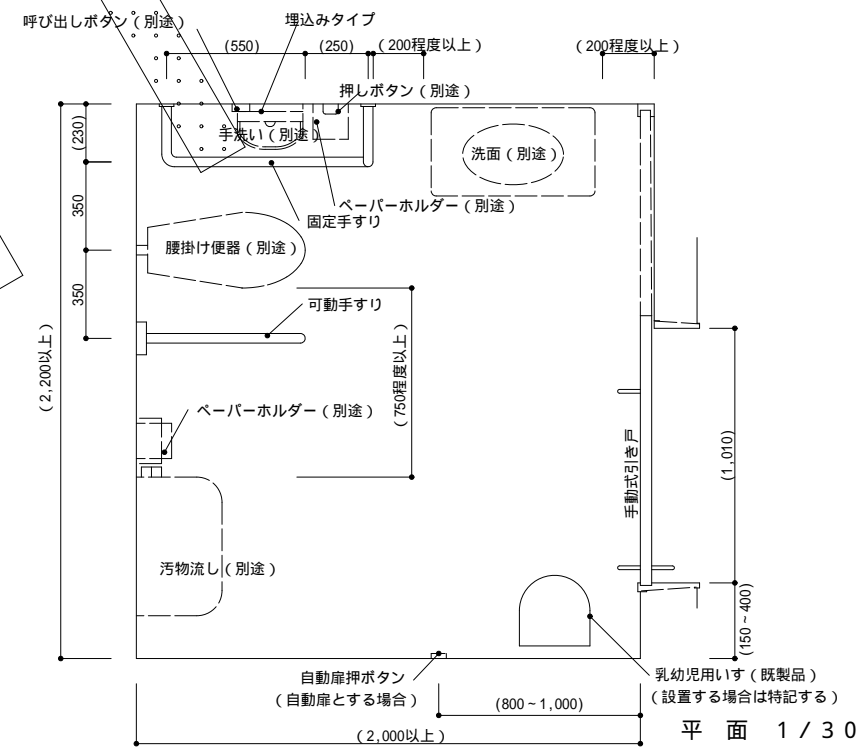 呼び出しボタン（別途）
埋込みタイプ
(550)
(250)
(200程度以上)
(200程度以上)
押しボタン（別途）
手洗い（別途）
洗面（別途）
(230)
ペーパーホルダー（別途）
固定手すり
350
腰掛け便器（別途）
350
可動手すり
(2,200以上)
(750程度以上)
ペーパーホルダー（別途）
手動式引き戸
(1,010)
汚物流し（別途）
(150~400)
自動扉押ボタン
（自動扉とする場合）
乳幼児用いす（既製品）
（設置する場合は特記する）
(800~1,000)
(2,000以上)
平 面 1/30